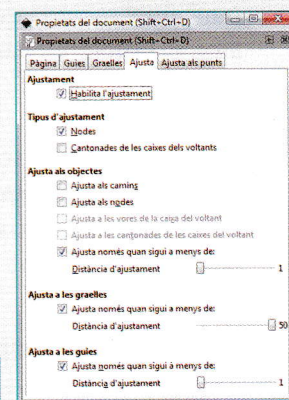 Propietats del document (Shift+Ctrl+D)
Propietats del document (Shift+Ctrl+D)
Pàgina Guies Graelles Ajusta Ajusta als punts
Ajustament
Habilita l'ajustament
Tipus d'ajustament
Nodes
Cantonades de les caixes dels voltants
Ajusta als objectes
Ajusta als camins
Ajusta als nodes
Ajusta a les vores de la caixa del voltant
Ajusta a les cantonades de les caixes del voltant
Ajusta només quan sigui a menys de:
Distància d'ajustament 1
Ajusta a les graelles
Ajusta només quan sigui a menys de:
Distància d'ajustament 50
Ajusta a les guies
Ajusta només quan sigui a menys de:
Distància d'ajustament 1